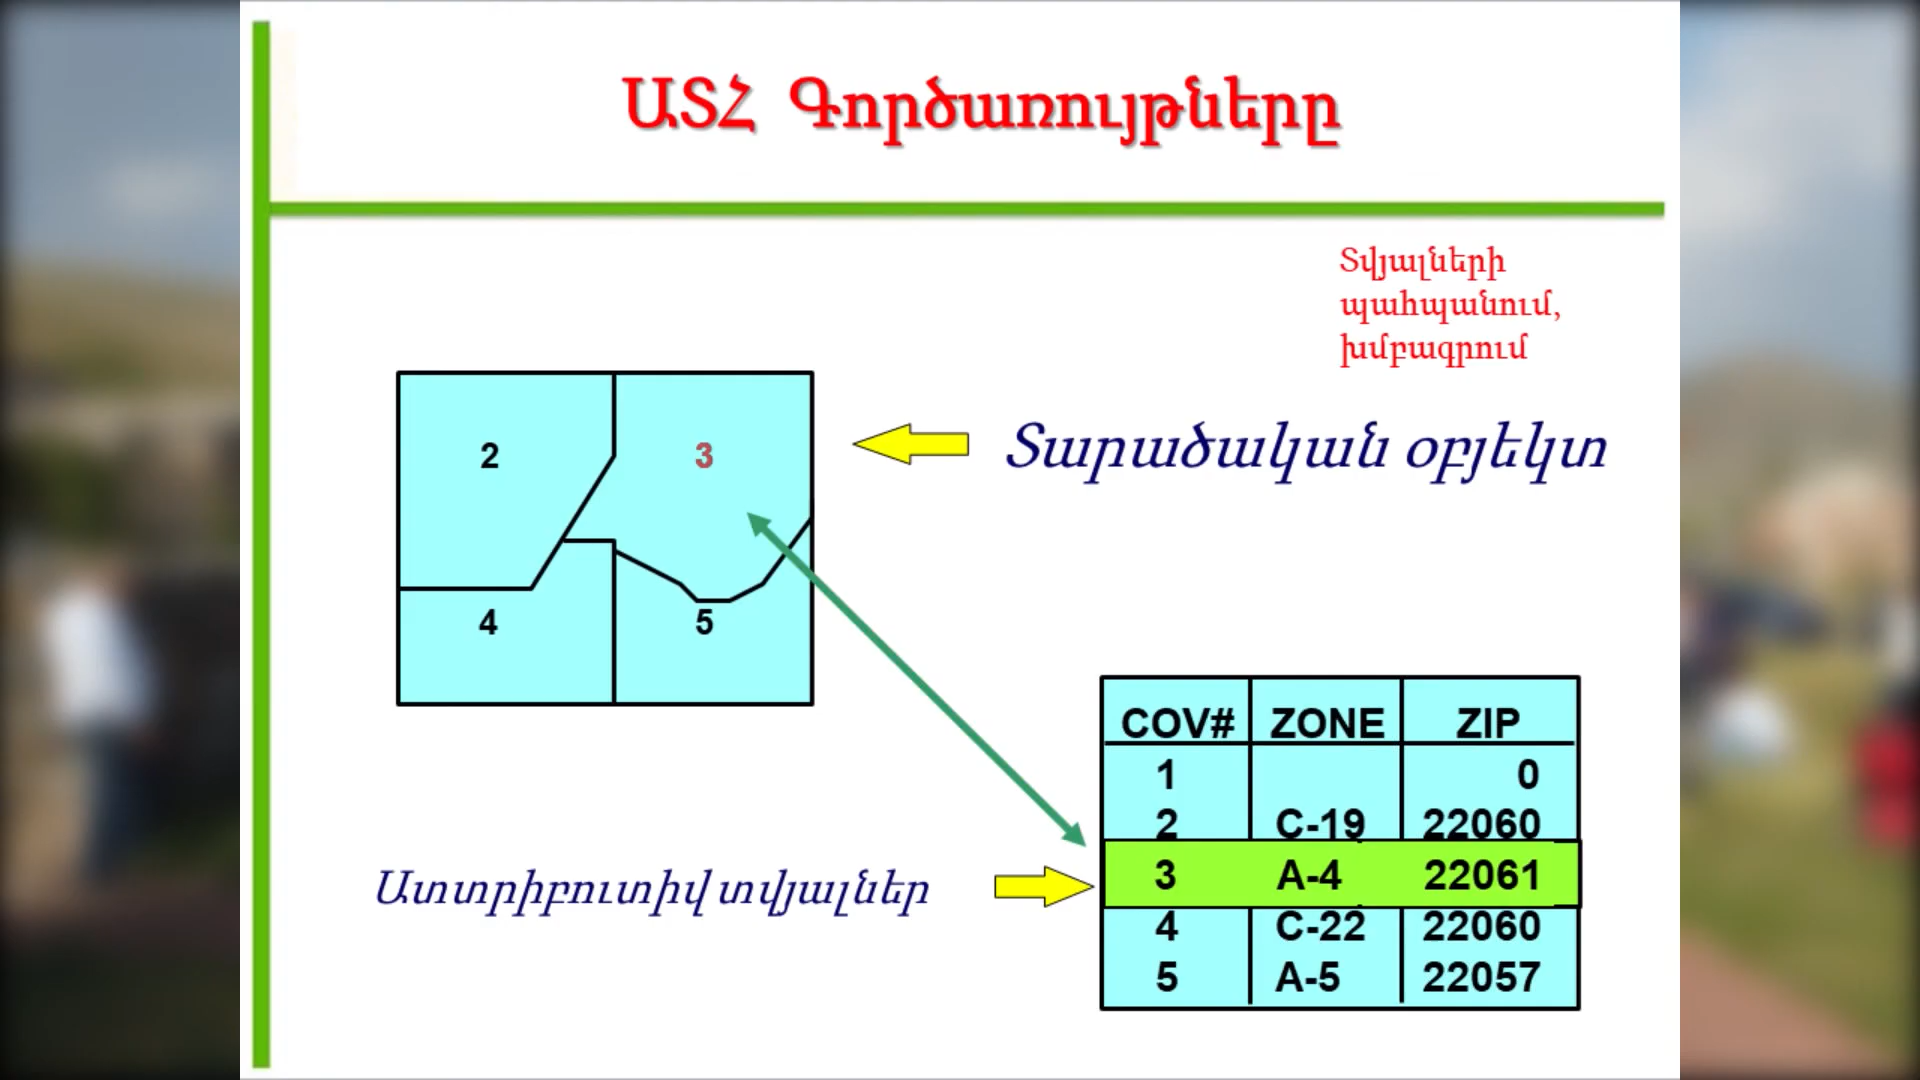 ԱՏՀ Գործառույթները
Տվյալների
պահպանում,
խմբագրում
2
3
4
5
Տարածական օբյեկտ
Ատտրիբուտիվ տվյալներ
COV# ZONE ZIP
1 0
2 C-19 22060
3 A-4 22061
4 C-22 22060
5 A-5 22057